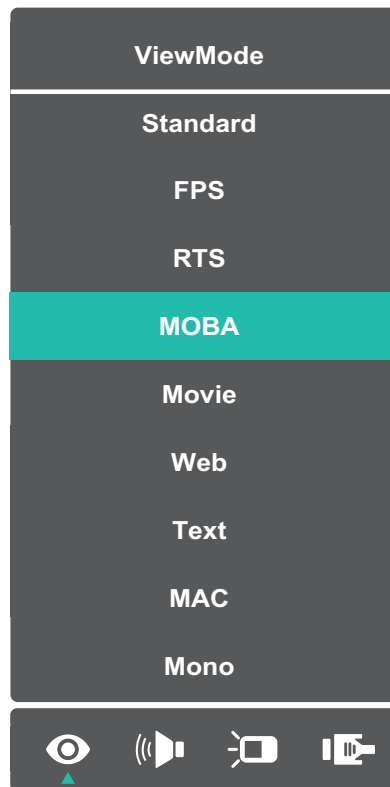 ViewMode
Standard
FPS
RTS
MOBA
Movie
Web
Text
MAC
Mono